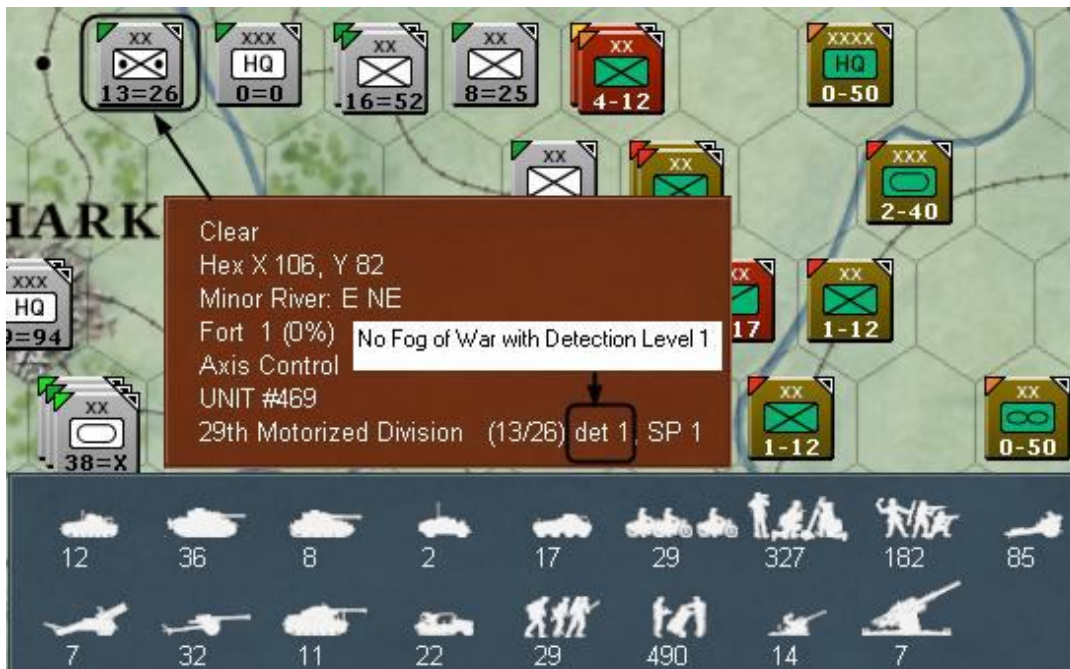 XX
13=26
XXX
HQ
0=0
XX
16=52
XX
8=25
XX
4-12
XXXX
HQ
0-50
XX
XX
XXX
2-40
HARK
Clear
Hex X 106, Y 82
Minor River: E NE
Fort 1 (0%)
No Fog of War with Detection Level 1
Axis Control
UNIT #469
29th Motorized Division (13/26) det 1, SP 1
XXX
HQ
9=94
XX
38=X
17
XX
1-12
XX
1-12
XX
0-50
12 36 8 2 17 29 327 182 85
7 32 11 22 29 490 14 7